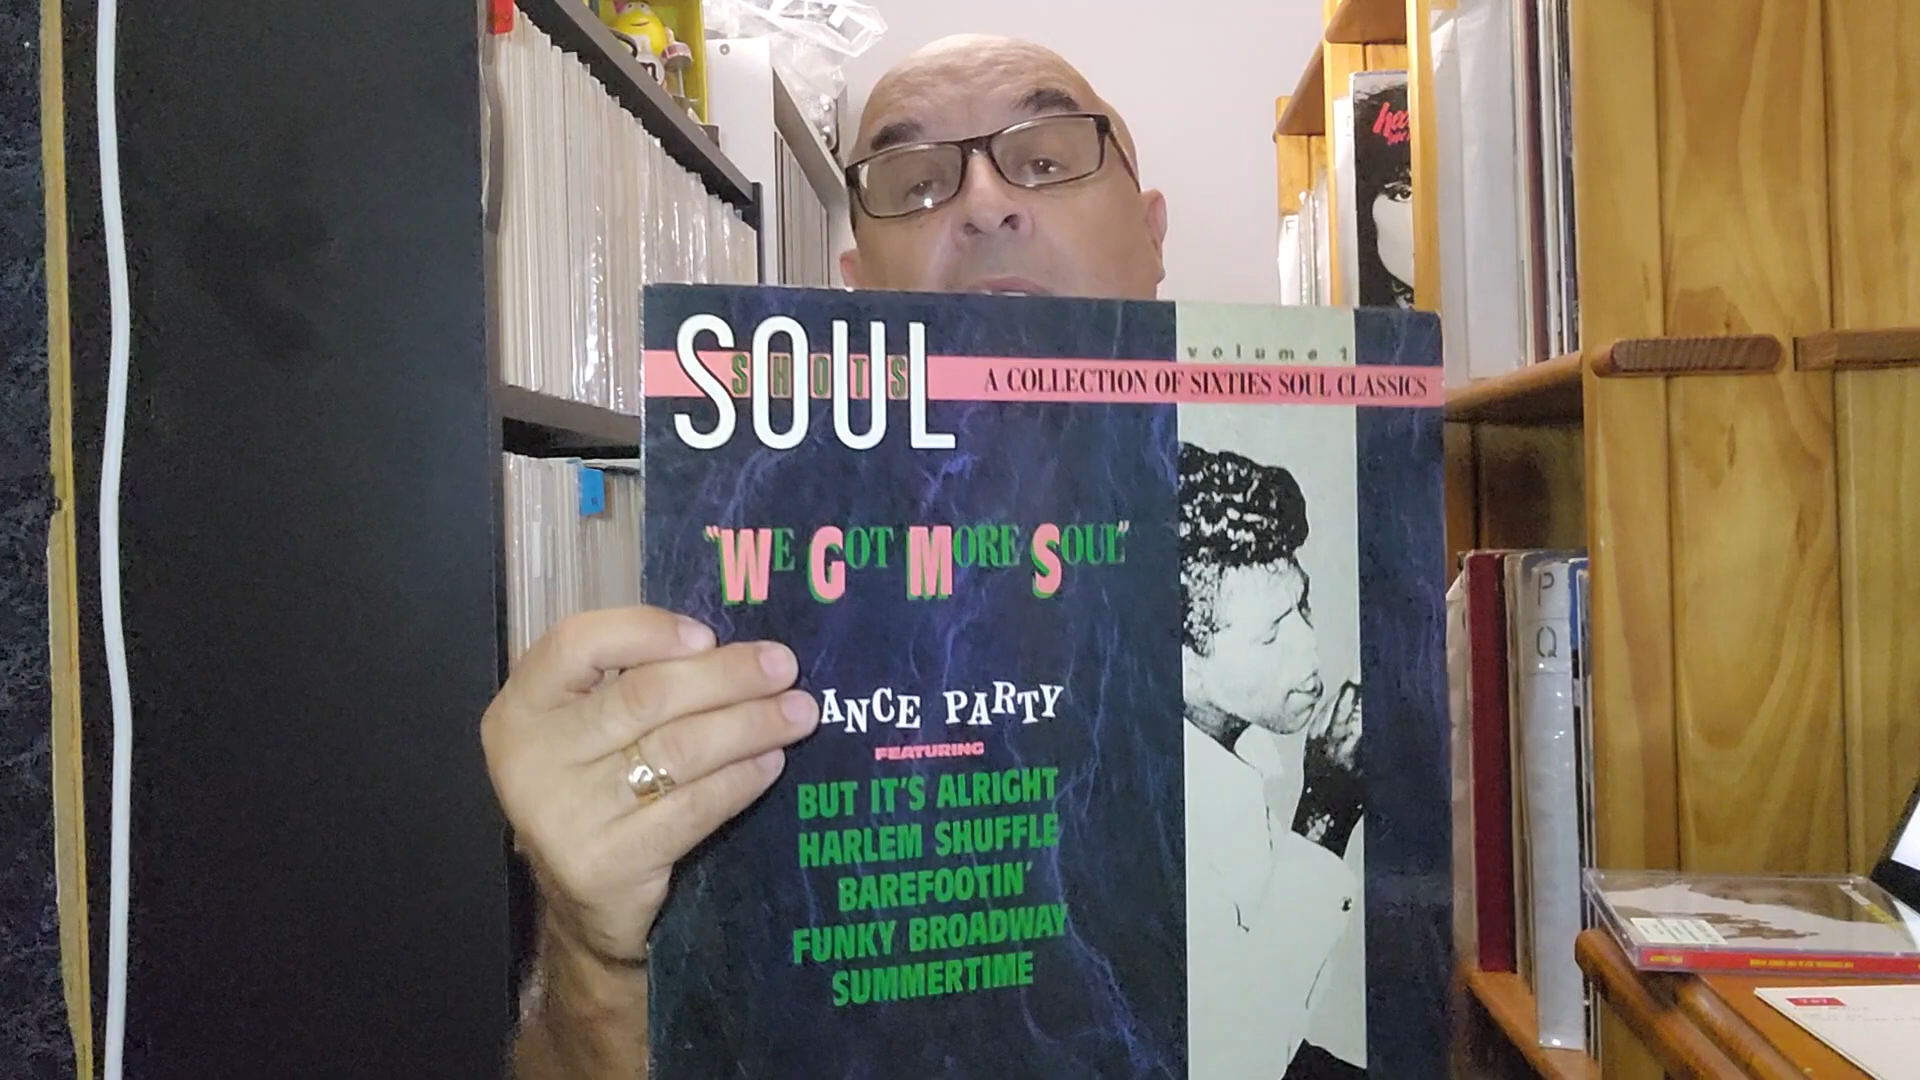 SOUL
SHOTS
volume 1
A COLLECTION OF SIXTIES SOUL CLASSICS
"WE GOT MORE SOUL"
ANCE PARTY
FEATURING
BUT IT'S ALRIGHT
HARLEM SHUFFLE
BAREFOOTIN'
FUNKY BROADWAY
SUMMERTIME
P
Q
m